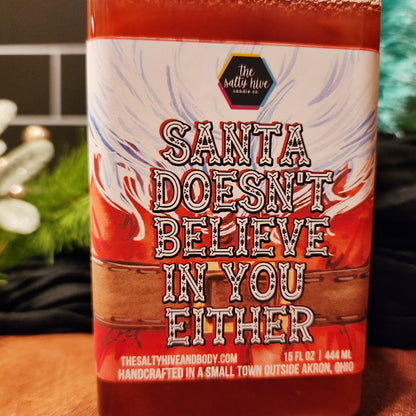 the
salty hive
candle co.
SANTA
DOESN'T
BELIEVE
IN YOU
EITHER
THESALTYHIVEANDBODY.COM 15 FL OZ | 444 ML
HANDCRAFTED IN A SMALL TOWN OUTSIDE AKRON, OHIO